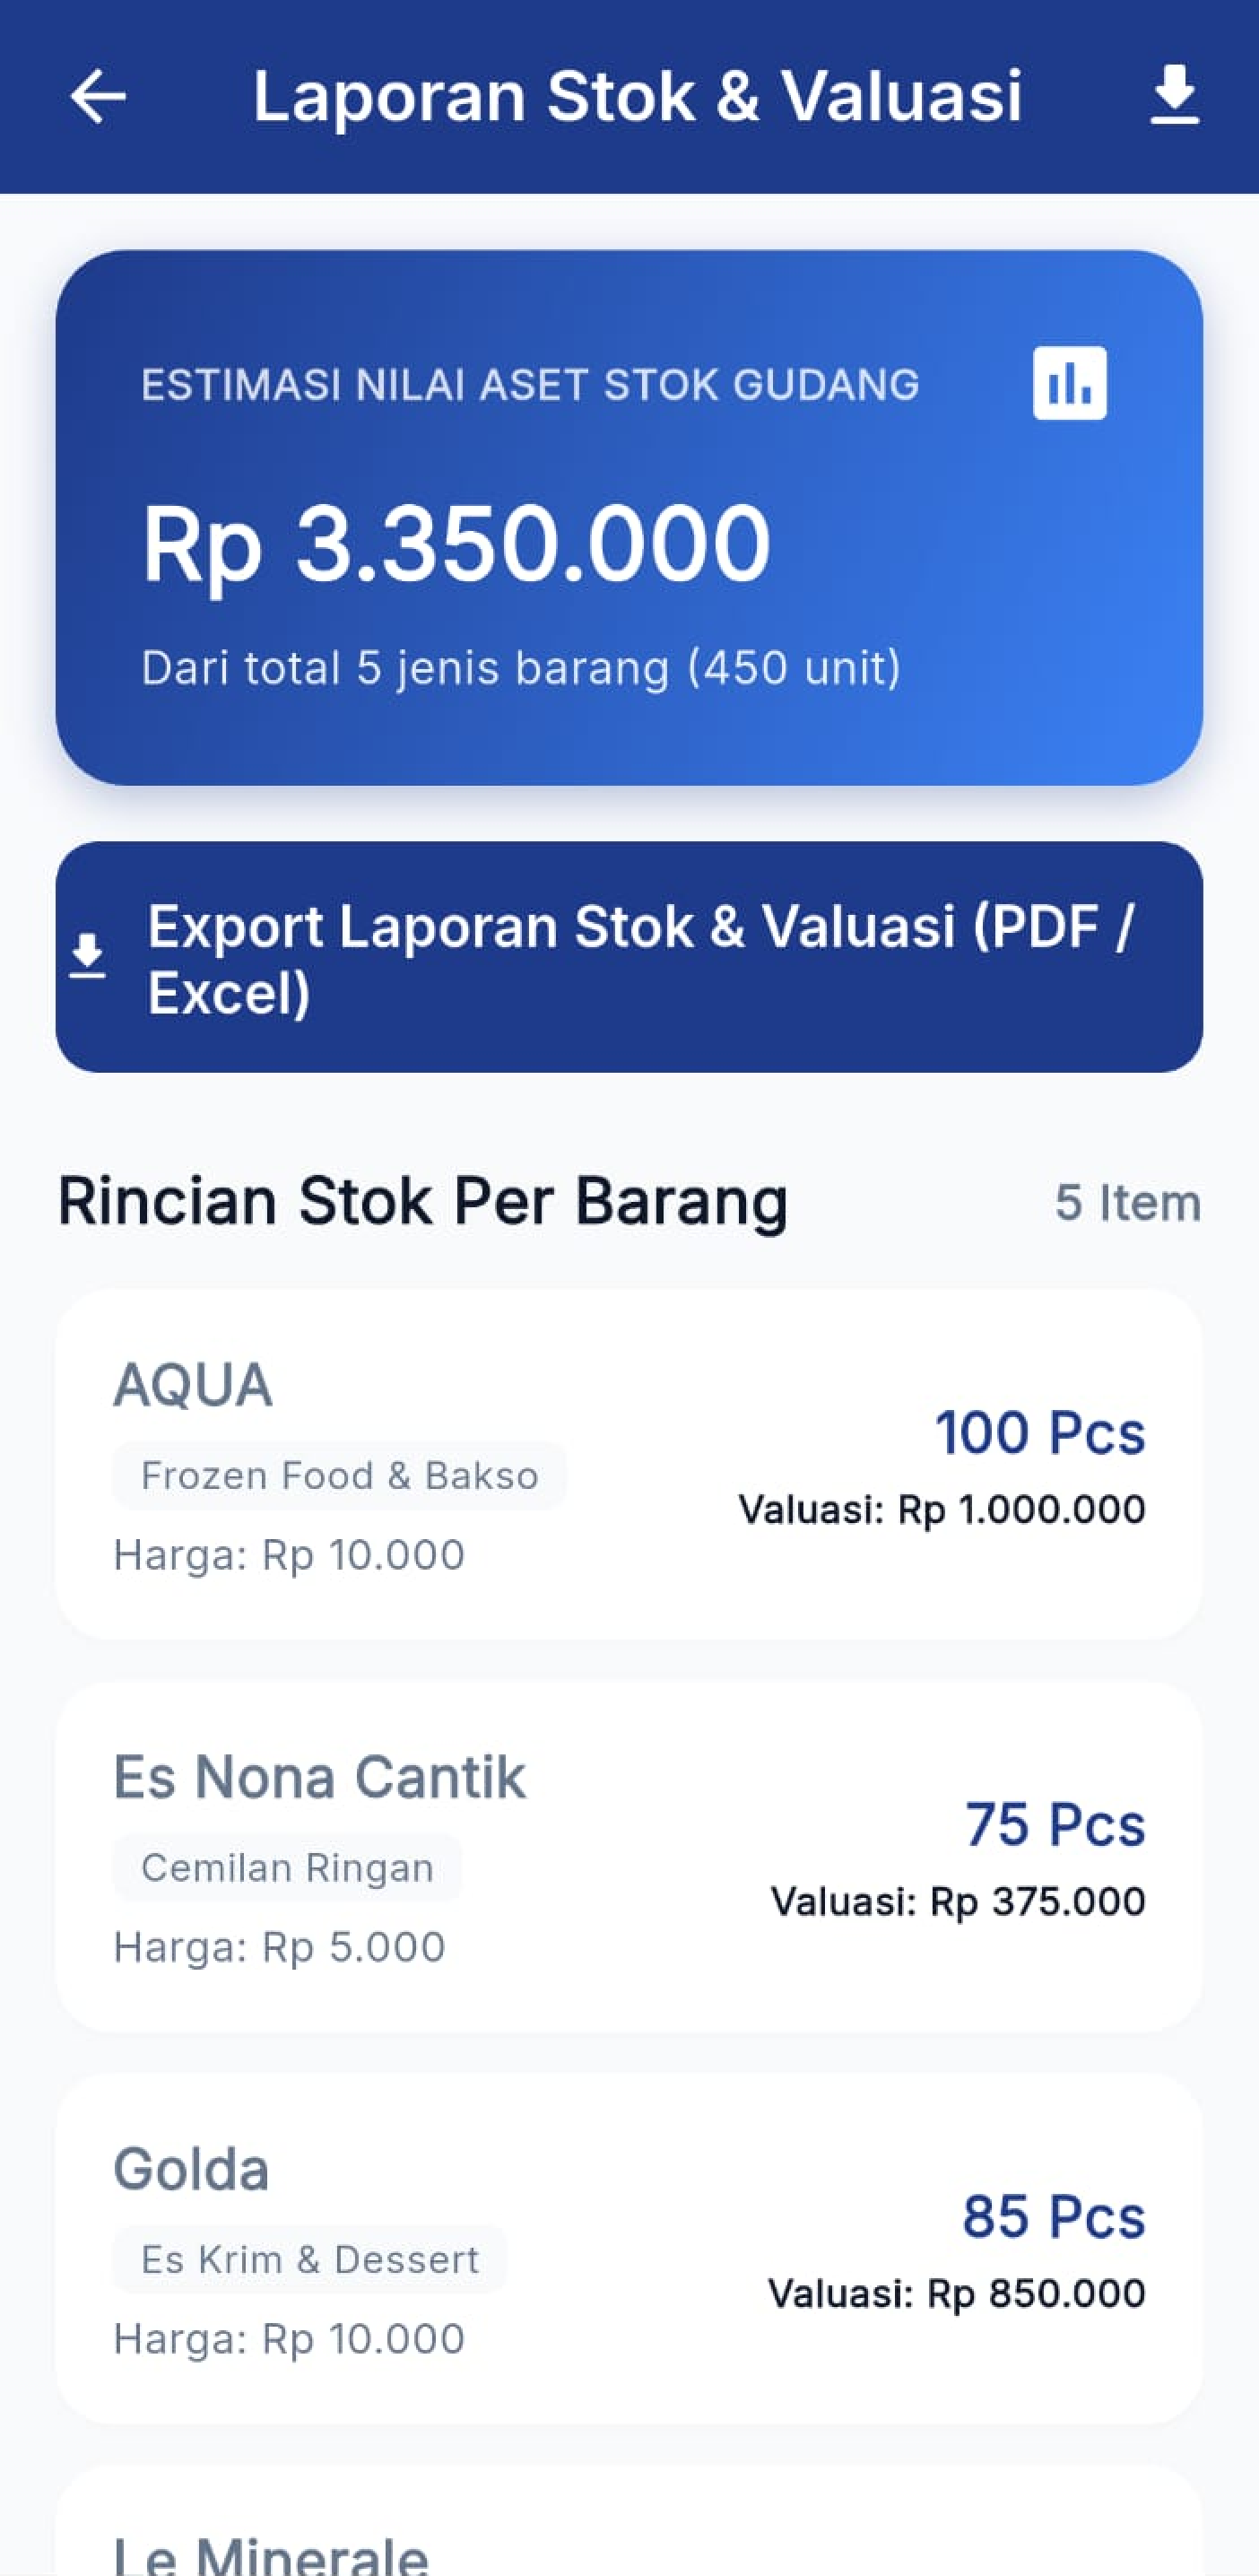 Laporan Stok & Valuasi
ESTIMASI NILAI ASET STOK GUDANG
Rp 3.350.000
Dari total 5 jenis barang (450 unit)
Export Laporan Stok & Valuasi (PDF /
Excel)
Rincian Stok Per Barang
5 Item
AQUA
Frozen Food & Bakso
Harga: Rp 10.000
100 Pcs
Valuasi: Rp 1.000.000
Es Nona Cantik
Cemilan Ringan
Harga: Rp 5.000
75 Pcs
Valuasi: Rp 375.000
Golda
Es Krim & Dessert
Harga: Rp 10.000
85 Pcs
Valuasi: Rp 850.000
Le Minerale